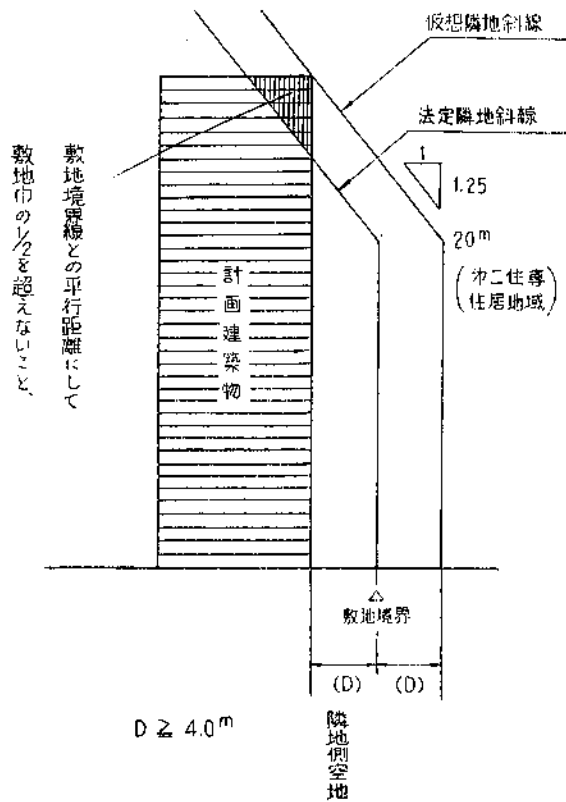 仮想隣地斜線
法定隣地斜線
1
1.25
20m
(第二住専
住居地域)
敷地境界線との平行距離にして
敷地巾の1/2を超えないこと、
計画建築物
敷地境界
(D) (D)
D ≧ 4.0m
隣地側空地